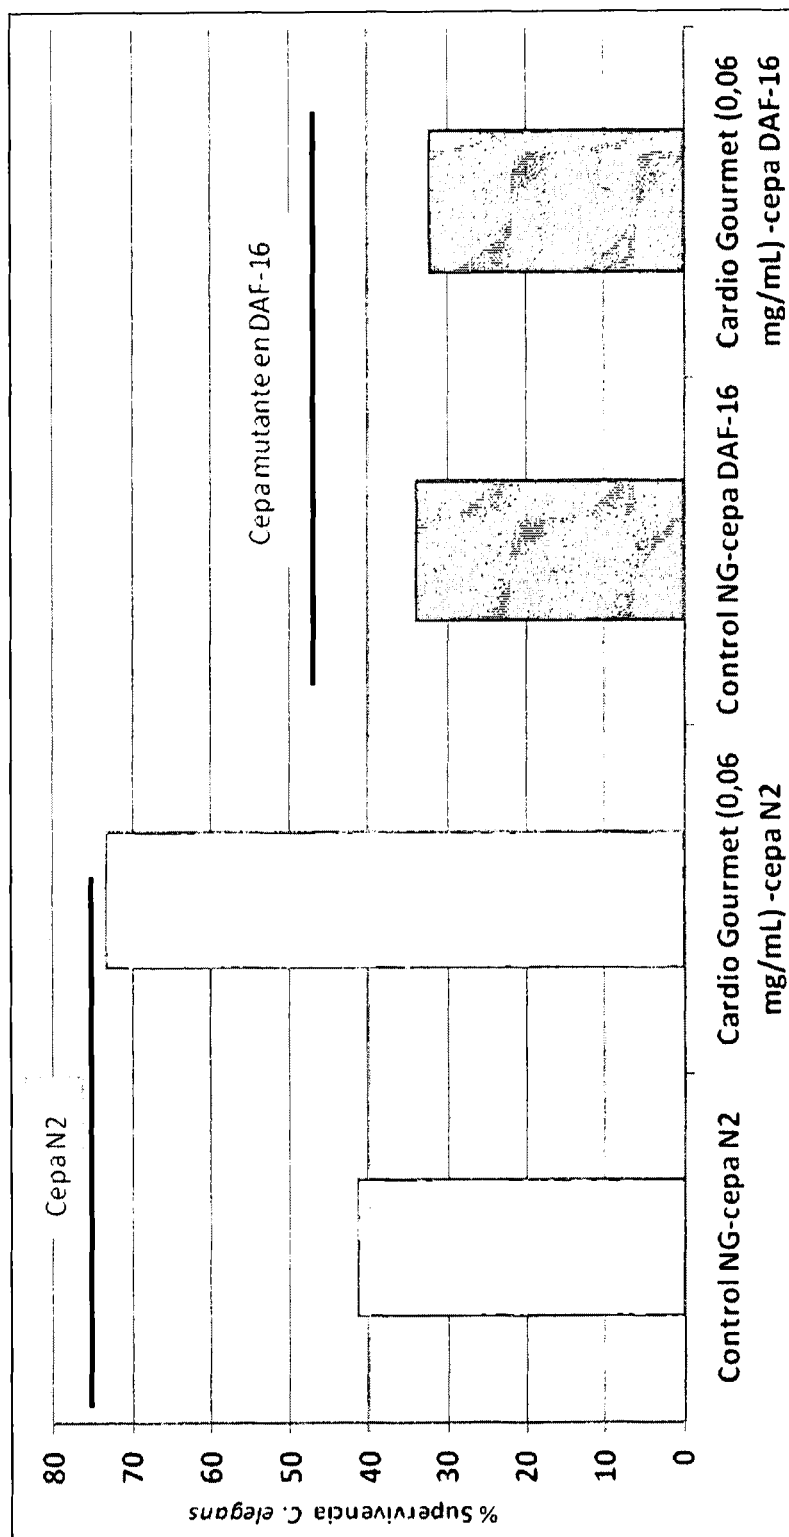 % Supervivencia C. elegans
80
70
60
50
40
30
20
10
0
Cepa N2
Cepa mutante en DAF-16
Control NG-cepa N2
Cardio Gourmet (0,06
mg/mL) -cepa N2
Control NG-cepa DAF-16
Cardio Gourmet (0,06
mg/mL) -cepa DAF-16